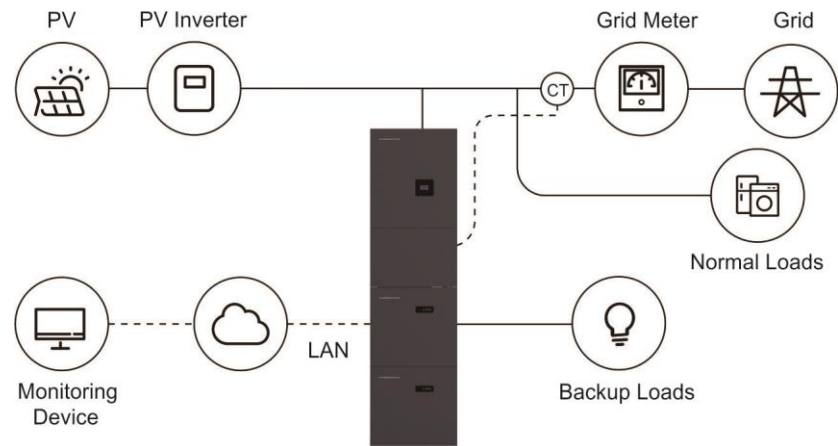 PV
PV Inverter
Grid Meter
Grid
CT
Normal Loads
LAN
Monitoring
Device
Backup Loads